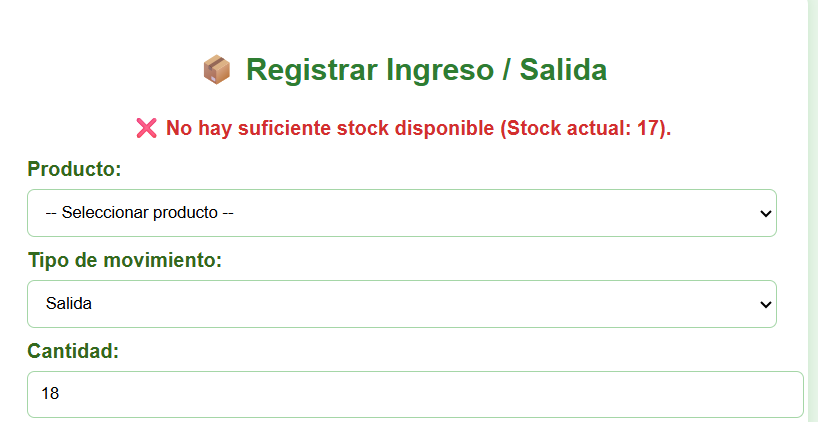 📦 Registrar Ingreso / Salida
❌ No hay suficiente stock disponible (Stock actual: 17).
Producto:
-- Seleccionar producto --
Tipo de movimiento:
Salida
Cantidad:
18